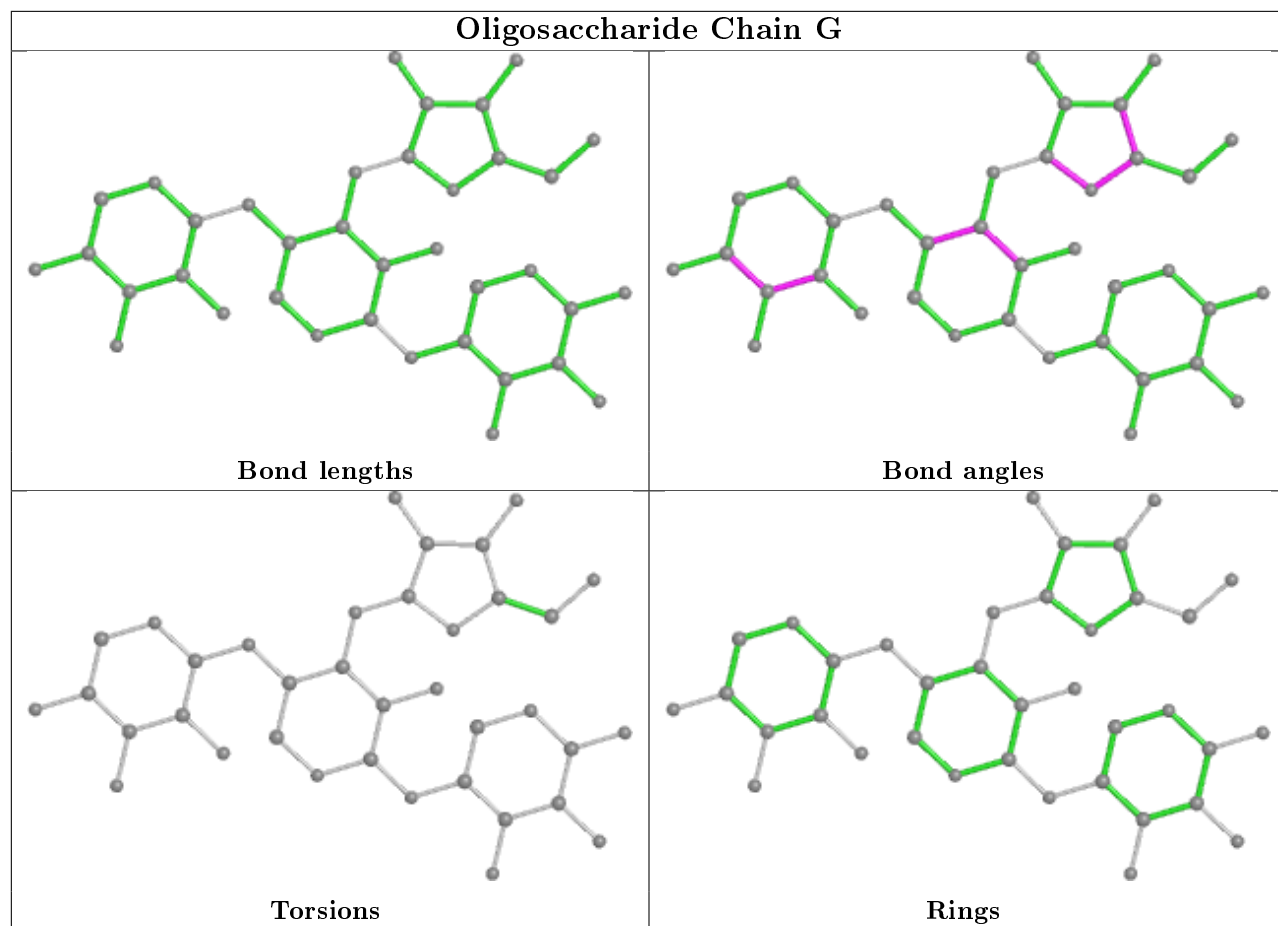 Oligosaccharide Chain G
Bond lengths
Bond angles
Torsions
Rings